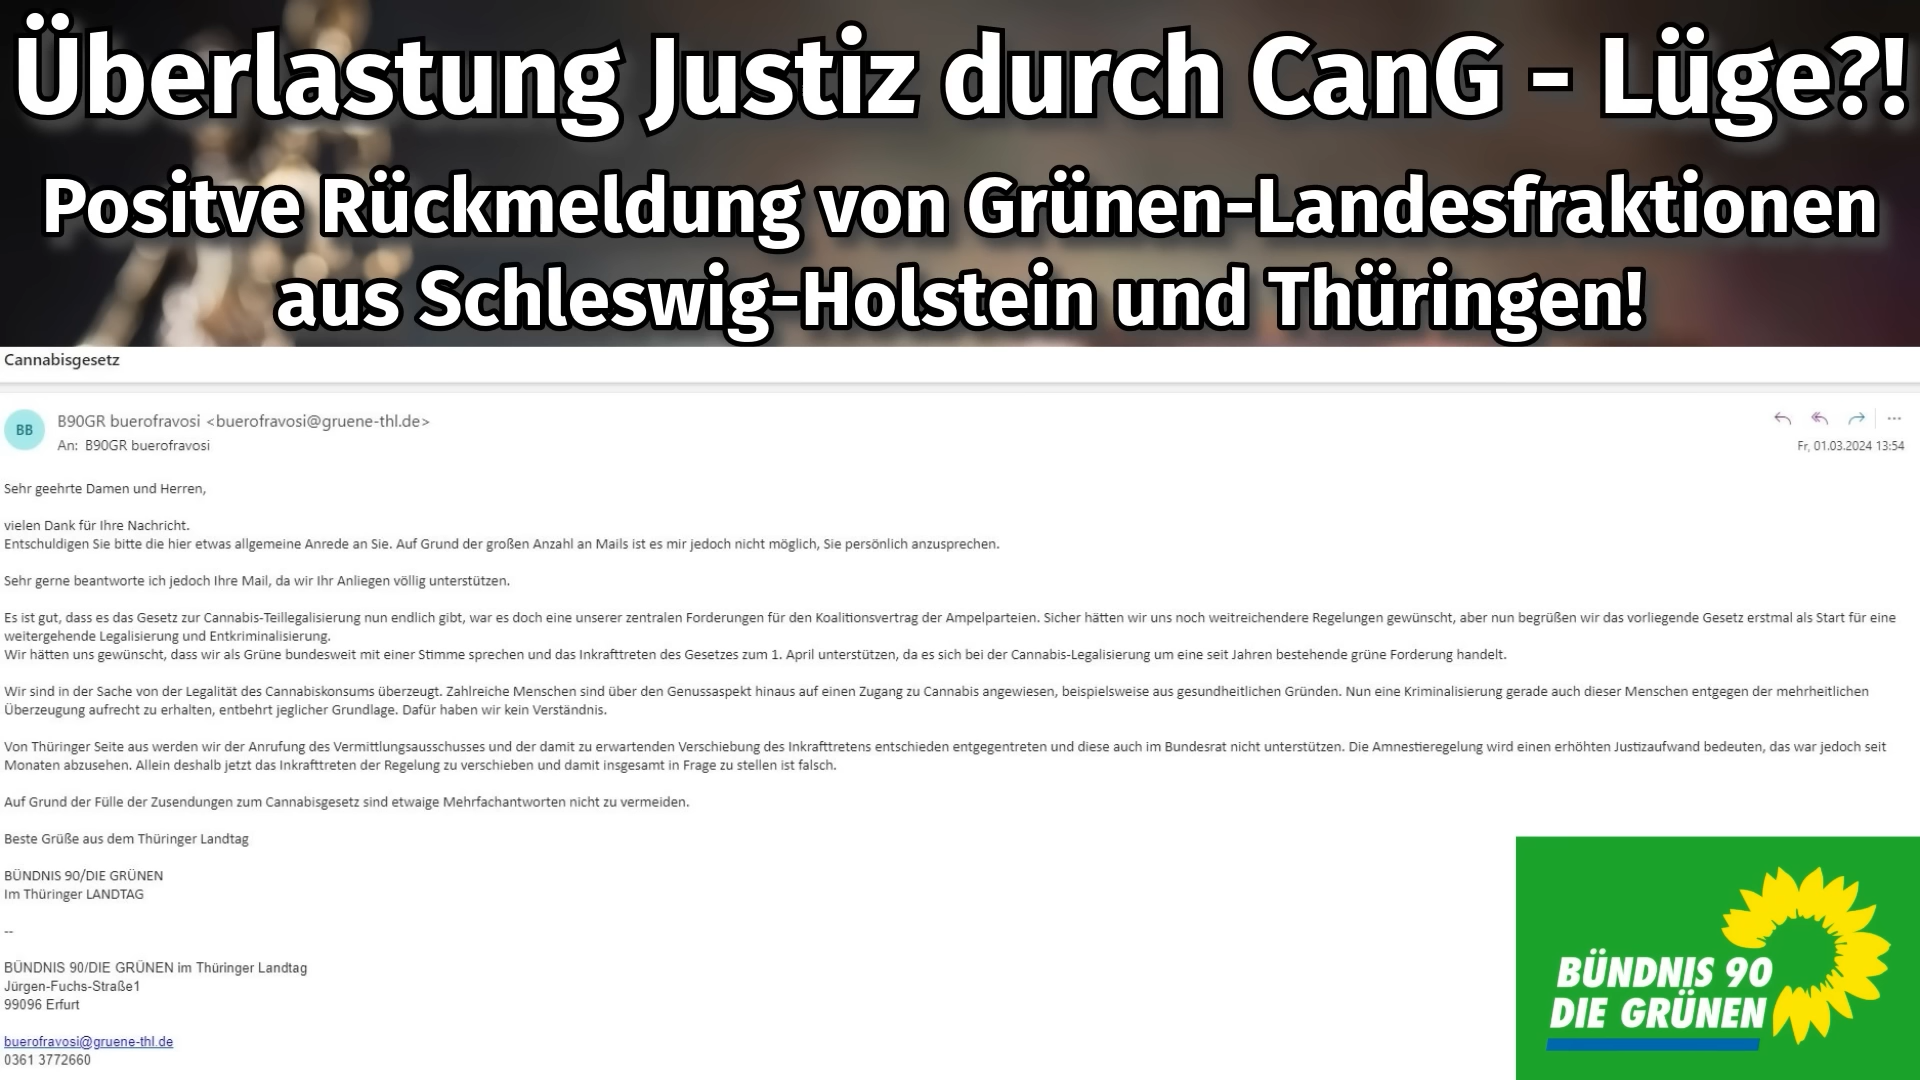 Überlastung Justiz durch CanG - Lüge?!
Positve Rückmeldung von Grünen-Landesfraktionen
aus Schleswig-Holstein und Thüringen!
Cannabisgesetz
BB
B90GR buerofravosi <buerofravosi@gruene-thl.de>
An: B90GR buerofravosi
Fr, 01.03.2024 13:54
Sehr geehrte Damen und Herren,
vielen Dank für Ihre Nachricht.
Entschuldigen Sie bitte die hier etwas allgemeine Anrede an Sie. Auf Grund der großen Anzahl an Mails ist es mir jedoch nicht möglich, Sie persönlich anzusprechen.
Sehr gerne beantworte ich jedoch Ihre Mail, da wir Ihr Anliegen völlig unterstützen.
Es ist gut, dass es das Gesetz zur Cannabis-Teillegalisierung nun endlich gibt, war es doch eine unserer zentralen Forderungen für den Koalitionsvertrag der Ampelparteien. Sicher hätten wir uns noch weitreichendere Regelungen gewünscht, aber nun begrüßen wir das vorliegende Gesetz erstmal als Start für eine
weitergehende Legalisierung und Entkriminalisierung.
Wir hätten uns gewünscht, dass wir als Grüne bundesweit mit einer Stimme sprechen und das Inkrafttreten des Gesetzes zum 1. April unterstützen, da es sich bei der Cannabis-Legalisierung um eine seit Jahren bestehende grüne Forderung handelt.
Wir sind in der Sache von der Legalität des Cannabiskonsums überzeugt. Zahlreiche Menschen sind über den Genussaspekt hinaus auf einen Zugang zu Cannabis angewiesen, beispielsweise aus gesundheitlichen Gründen. Nun eine Kriminalisierung gerade auch dieser Menschen entgegen der mehrheitlichen
Überzeugung aufrecht zu erhalten, entbehrt jeglicher Grundlage. Dafür haben wir kein Verständnis.
Von Thüringer Seite aus werden wir der Anrufung des Vermittlungsausschusses und der damit zu erwartenden Verschiebung des Inkrafttretens entschieden entgegentreten und diese auch im Bundesrat nicht unterstützen. Die Amnestieregelung wird einen erhöhten Justizaufwand bedeuten, das war jedoch seit
Monaten abzusehen. Allein deshalb jetzt das Inkrafttreten der Regelung zu verschieben und damit insgesamt in Frage zu stellen ist falsch.
Auf Grund der Fülle der Zusendungen zum Cannabisgesetz sind etwaige Mehrfachantworten nicht zu vermeiden.
Beste Grüße aus dem Thüringer Landtag
BÜNDNIS 90/DIE GRÜNEN
Im Thüringer LANDTAG
--
BÜNDNIS 90/DIE GRÜNEN im Thüringer Landtag
Jürgen-Fuchs-Straße1
99096 Erfurt
buerofravosi@gruene-thl.de
0361 3772660
BÜNDNIS 90
DIE GRÜNEN